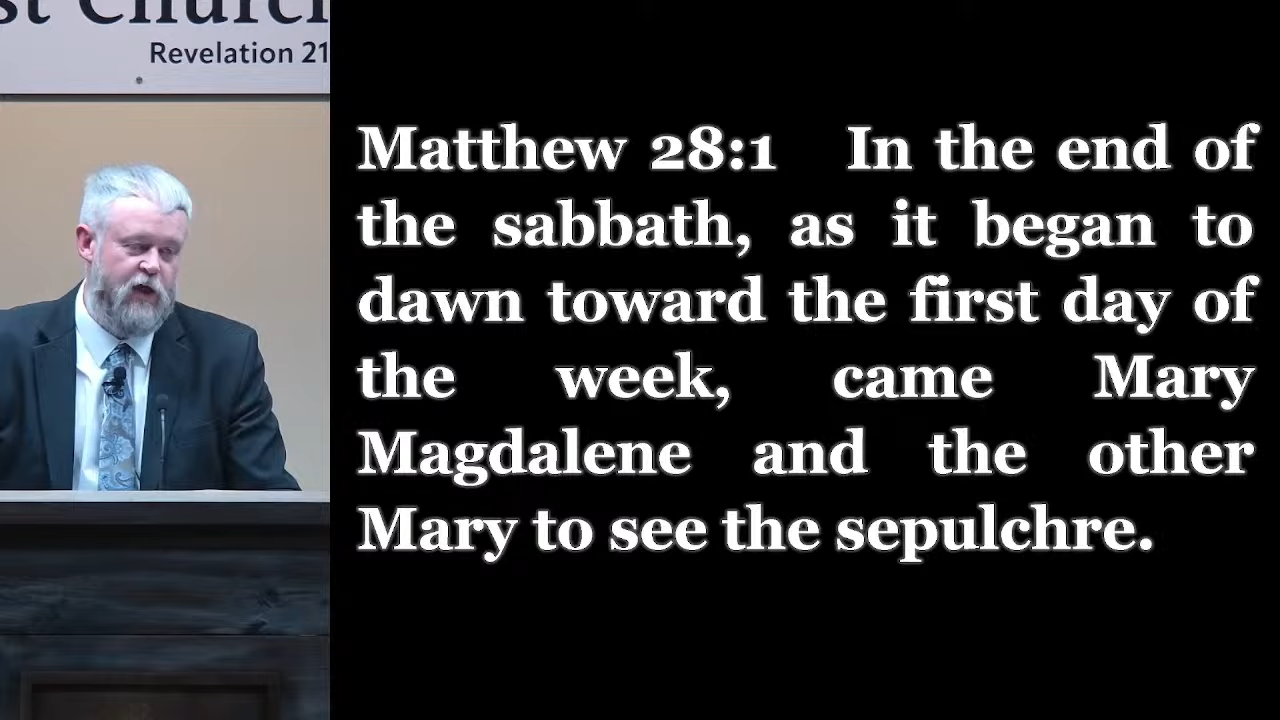 st Church
Revelation 21
Matthew 28:1 In the end of
the sabbath, as it began to
dawn toward the first day of
the week, came Mary
Magdalene and the other
Mary to see the sepulchre.